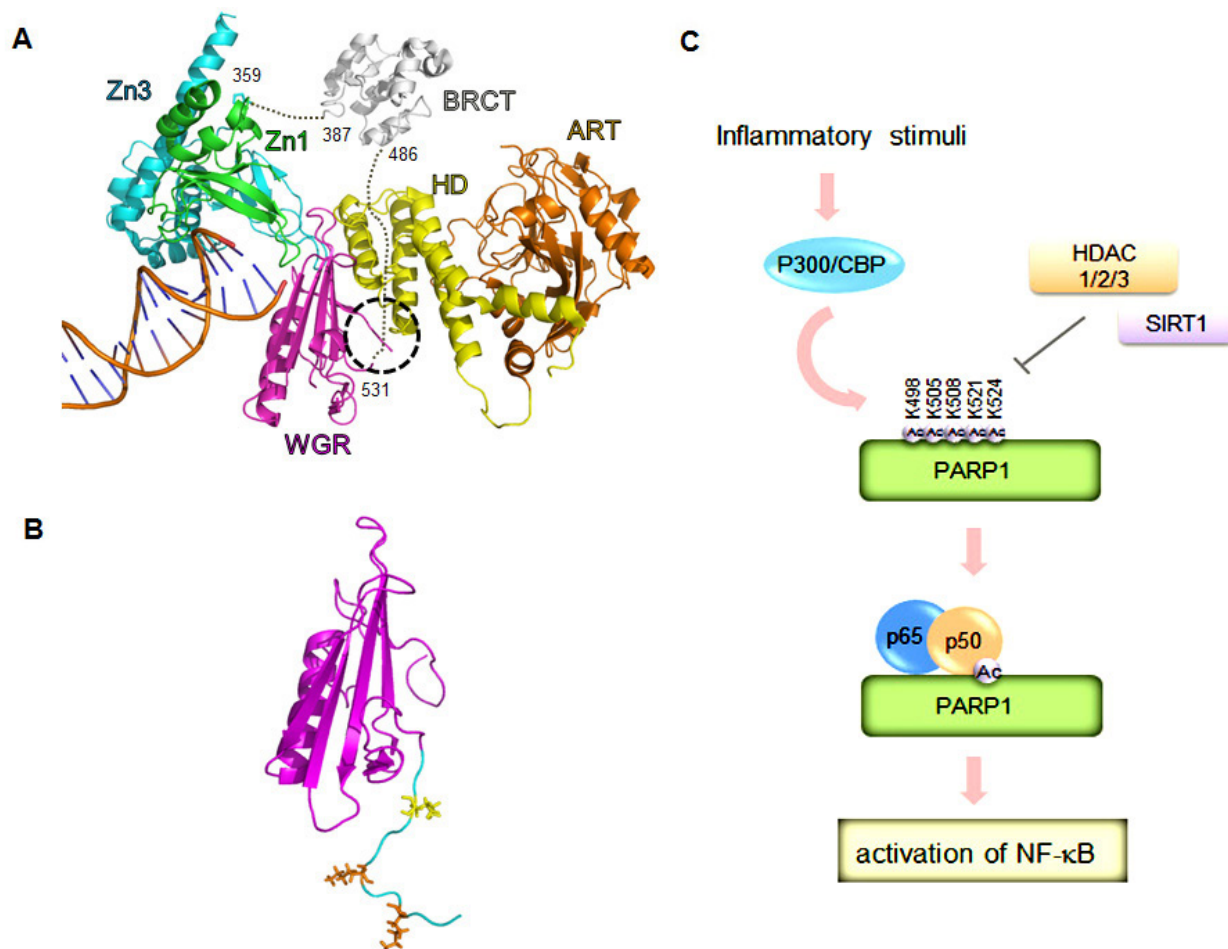 A
Zn3
359
Zn1
387
BRCT
486
HD
ART
531
WGR
B
C
Inflammatory stimuli
P300/CBP
HDAC
1/2/3
SIRT1
K498
K505
K508
K521
K524
Ac
Ac
Ac
Ac
Ac
PARP1
p65
p50
Ac
PARP1
activation of NF-κB